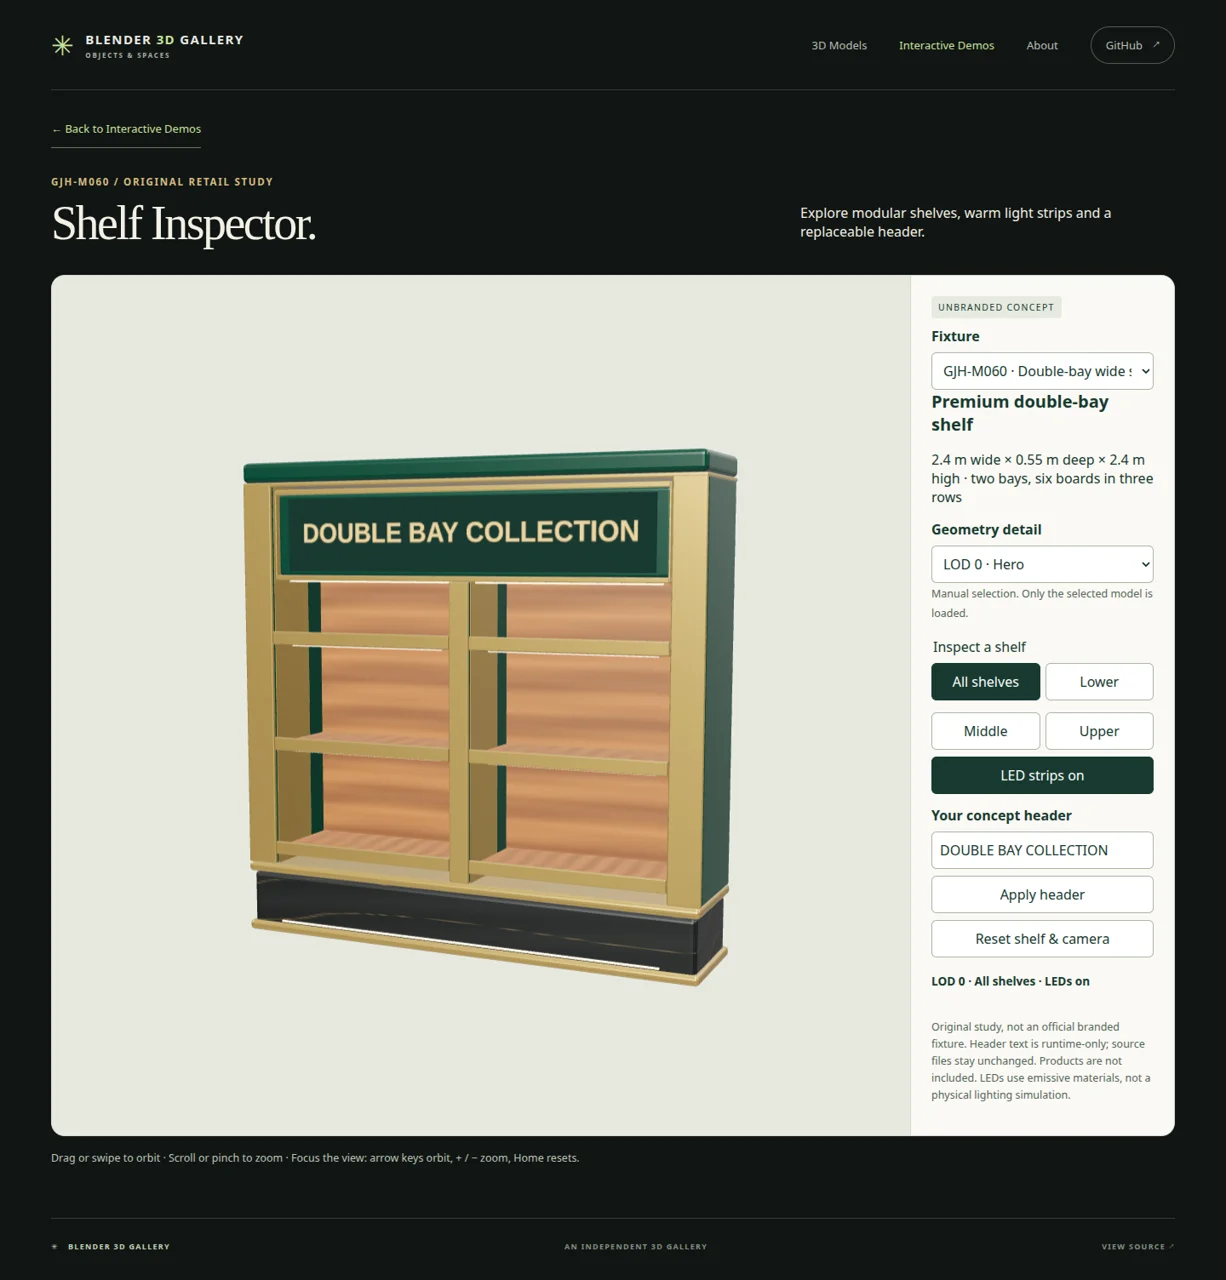 BLENDER 3D GALLERY
OBJECTS & SPACES
3D Models
Interactive Demos
About
GitHub ↗
← Back to Interactive Demos
GJH-M060 / ORIGINAL RETAIL STUDY
Shelf Inspector.
Explore modular shelves, warm light strips and a
replaceable header.
DOUBLE BAY COLLECTION
UNBRANDED CONCEPT
Fixture
GJH-M060 · Double-bay wide
Premium double-bay
shelf
2.4 m wide × 0.55 m deep × 2.4 m
high · two bays, six boards in three
rows
Geometry detail
LOD 0 · Hero
Manual selection. Only the selected model is
loaded.
Inspect a shelf
All shelves
Lower
Middle
Upper
LED strips on
Your concept header
DOUBLE BAY COLLECTION
Apply header
Reset shelf & camera
LOD 0 · All shelves · LEDs on
Original study, not an official branded
fixture. Header text is runtime-only; source
files stay unchanged. Products are not
included. LEDs use emissive materials, not a
physical lighting simulation.
Drag or swipe to orbit · Scroll or pinch to zoom · Focus the view: arrow keys orbit, + / − zoom, Home resets.
BLENDER 3D GALLERY
AN INDEPENDENT 3D GALLERY
VIEW SOURCE ↗